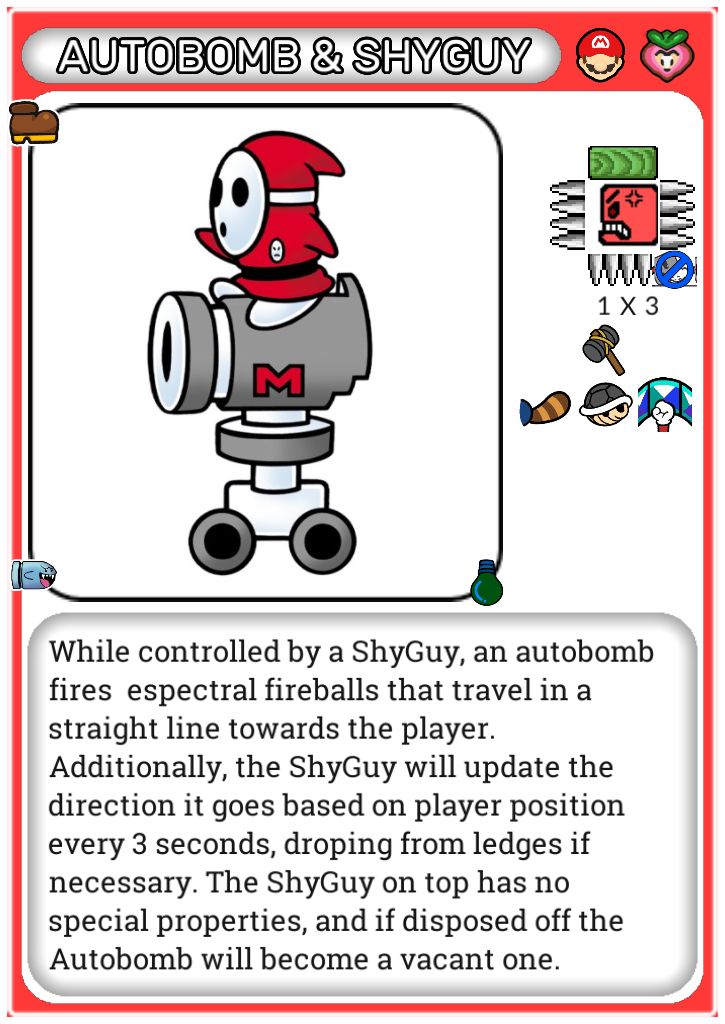 AUTOBOMB & SHYGUY
M
M
1 X 3
While controlled by a ShyGuy, an autobomb
fires espectral fireballs that travel in a
straight line towards the player.
Additionally, the ShyGuy will update the
direction it goes based on player position
every 3 seconds, droping from ledges if
necessary. The ShyGuy on top has no
special properties, and if disposed off the
Autobomb will become a vacant one.